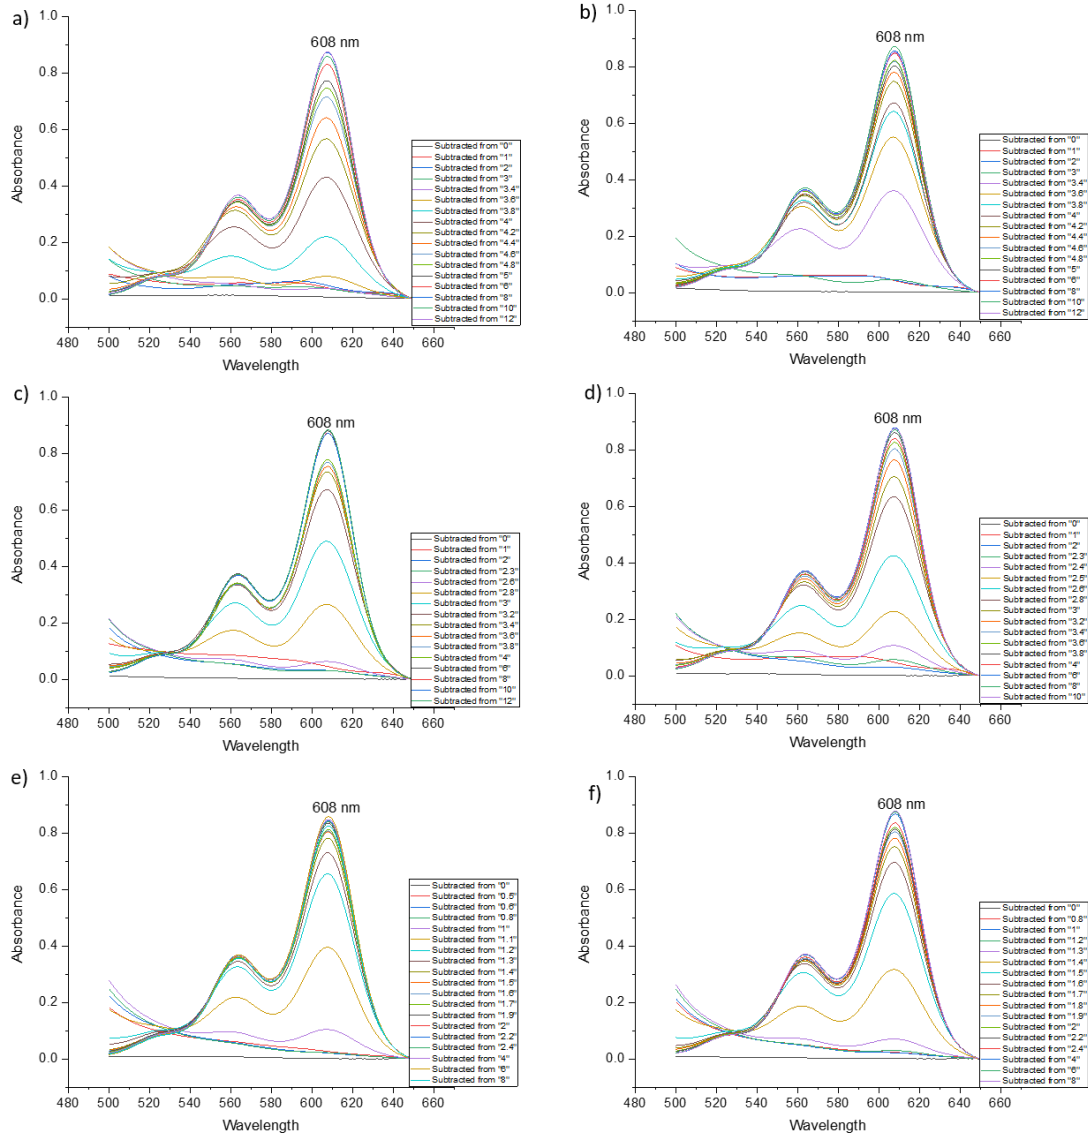 a)
608 nm
1.0
0.8
0.6
0.4
0.2
0.0
Absorbance
480 500 520 540 560 580 600 620 640 660
Wavelength
Subtracted from "0"
Subtracted from "1"
Subtracted from "2"
Subtracted from "3"
Subtracted from "3.4"
Subtracted from "3.6"
Subtracted from "3.8"
Subtracted from "4"
Subtracted from "4.2"
Subtracted from "4.4"
Subtracted from "4.6"
Subtracted from "4.8"
Subtracted from "5"
Subtracted from "6"
Subtracted from "8"
Subtracted from "10"
Subtracted from "12"
b)
608 nm
1.0
0.8
0.6
0.4
0.2
0.0
Absorbance
480 500 520 540 560 580 600 620 640 660
Wavelength
Subtracted from "0"
Subtracted from "1"
Subtracted from "2"
Subtracted from "3"
Subtracted from "3.4"
Subtracted from "3.6"
Subtracted from "3.8"
Subtracted from "4"
Subtracted from "4.2"
Subtracted from "4.4"
Subtracted from "4.6"
Subtracted from "4.8"
Subtracted from "5"
Subtracted from "6"
Subtracted from "8"
Subtracted from "10"
Subtracted from "12"
c)
608 nm
1.0
0.8
0.6
0.4
0.2
0.0
Absorbance
480 500 520 540 560 580 600 620 640 660
Wavelength
Subtracted from "0"
Subtracted from "1"
Subtracted from "2"
Subtracted from "2.3"
Subtracted from "2.6"
Subtracted from "2.8"
Subtracted from "3"
Subtracted from "3.2"
Subtracted from "3.4"
Subtracted from "3.6"
Subtracted from "3.8"
Subtracted from "4"
Subtracted from "6"
Subtracted from "8"
Subtracted from "10"
Subtracted from "12"
d)
608 nm
1.0
0.8
0.6
0.4
0.2
0.0
Absorbance
480 500 520 540 560 580 600 620 640 660
Wavelength
Subtracted from "0"
Subtracted from "1"
Subtracted from "2"
Subtracted from "2.3"
Subtracted from "2.4"
Subtracted from "2.5"
Subtracted from "2.6"
Subtracted from "2.8"
Subtracted from "3"
Subtracted from "3.2"
Subtracted from "3.4"
Subtracted from "3.6"
Subtracted from "3.8"
Subtracted from "4"
Subtracted from "6"
Subtracted from "8"
Subtracted from "10"
e)
608 nm
1.0
0.8
0.6
0.4
0.2
0.0
Absorbance
480 500 520 540 560 580 600 620 640 660
Wavelength
Subtracted from "0"
Subtracted from "0.5"
Subtracted from "0.6"
Subtracted from "0.8"
Subtracted from "1"
Subtracted from "1.1"
Subtracted from "1.2"
Subtracted from "1.3"
Subtracted from "1.4"
Subtracted from "1.5"
Subtracted from "1.6"
Subtracted from "1.7"
Subtracted from "1.9"
Subtracted from "2"
Subtracted from "2.2"
Subtracted from "2.4"
Subtracted from "4"
Subtracted from "6"
Subtracted from "8"
f)
608 nm
1.0
0.8
0.6
0.4
0.2
0.0
Absorbance
480 500 520 540 560 580 600 620 640 660
Wavelength
Subtracted from "0"
Subtracted from "0.8"
Subtracted from "1"
Subtracted from "1.2"
Subtracted from "1.3"
Subtracted from "1.4"
Subtracted from "1.5"
Subtracted from "1.6"
Subtracted from "1.7"
Subtracted from "1.8"
Subtracted from "1.9"
Subtracted from "2"
Subtracted from "2.2"
Subtracted from "2.4"
Subtracted from "4"
Subtracted from "6"
Subtracted from "8"